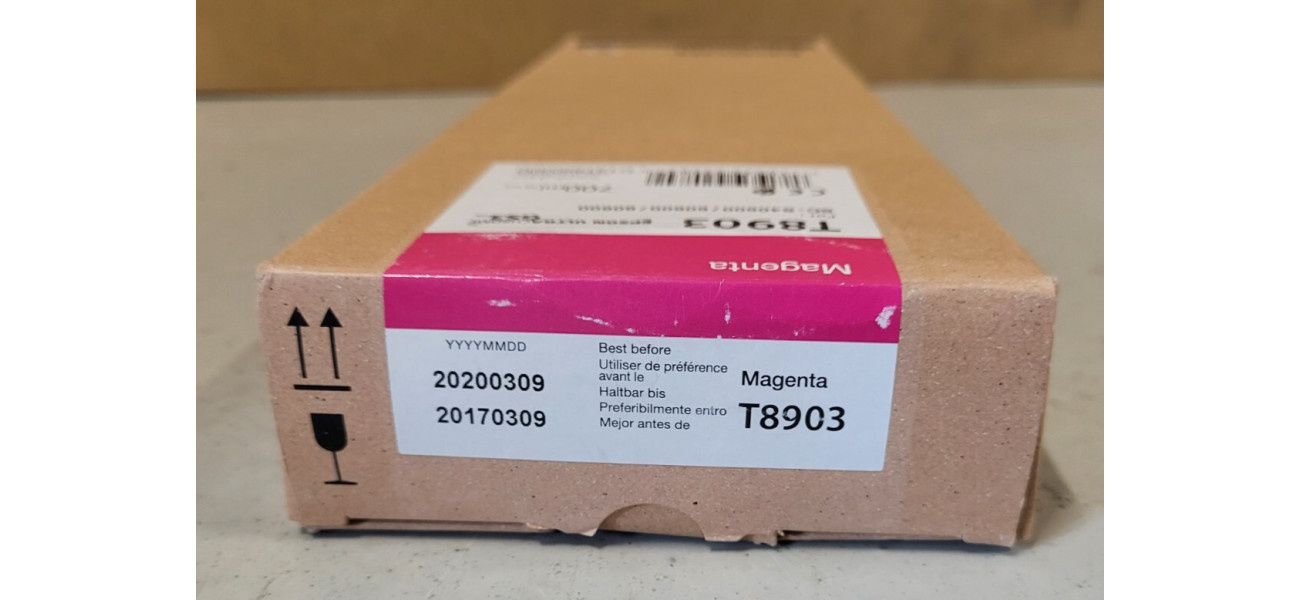 T8903
Magenta
YYYYMMDD
20200309
20170309
Best before
Utiliser de préférence
avant le
Haltbar bis
Preferibilmente entro
Mejor antes de
Magenta
T8903